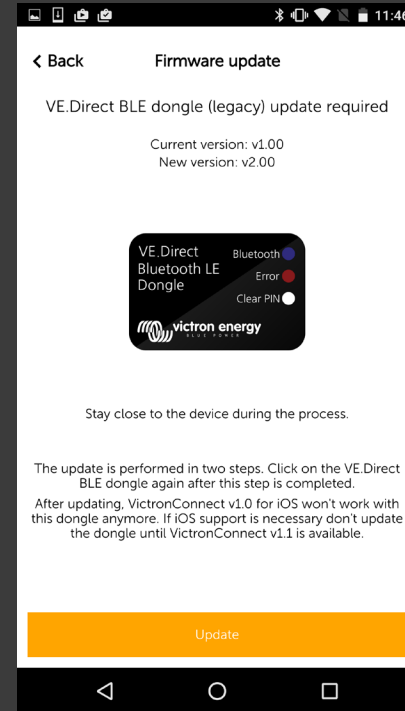 11:46
Back Firmware update
VE.Direct BLE dongle (legacy) update required
Current version: v1.00
New version: v2.00
VE.Direct
Bluetooth LE
Dongle
Bluetooth
Error
Clear PIN
victron energy
BLUE POWER
Stay close to the device during the process.
The update is performed in two steps. Click on the VE.Direct
BLE dongle again after this step is completed.
After updating, VictronConnect v1.0 for iOS won't work with
this dongle anymore. If iOS support is necessary don't update
the dongle until VictronConnect v1.1 is available.
Update